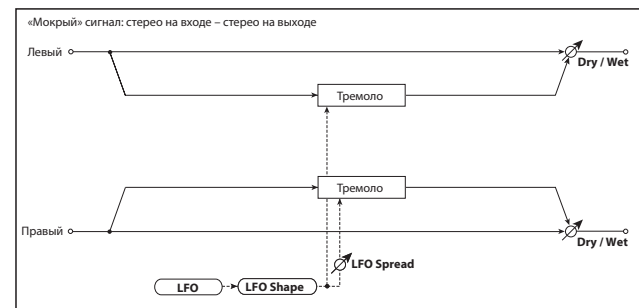 «Мокрый» сигнал: стерео на входе – стерео на выходе
Левый
Dry / Wet
Тремоло
Тремоло
Правый
Dry / Wet
LFO Spread
LFO
LFO Shape